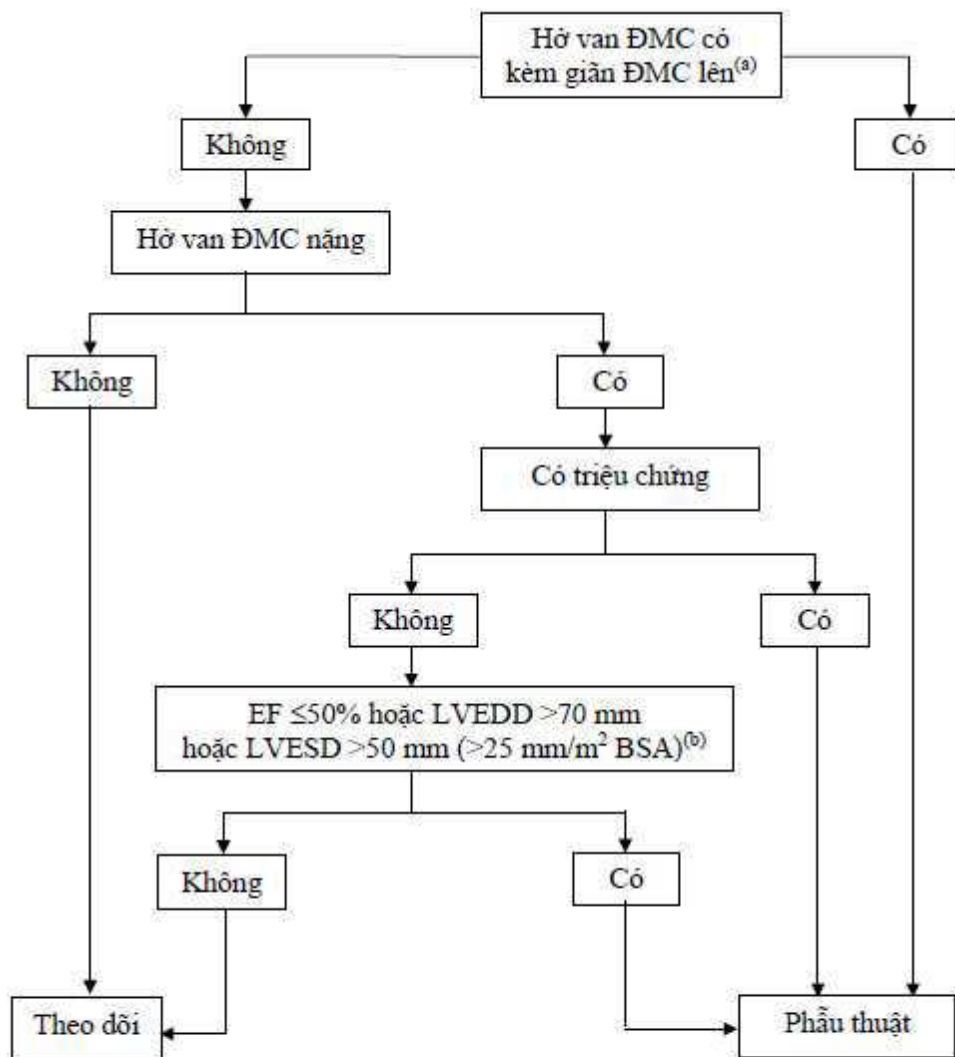 Hở van ĐMC có
kèm giãn ĐMC lên(a)
Không
Có
Hở van ĐMC nặng
Không
Có
Có triệu chứng
Không
Có
EF ≤50% hoặc LVEDD >70 mm
hoặc LVESD >50 mm (>25 mm/m² BSA)(b)
Không
Có
Theo dõi
Phẫu thuật